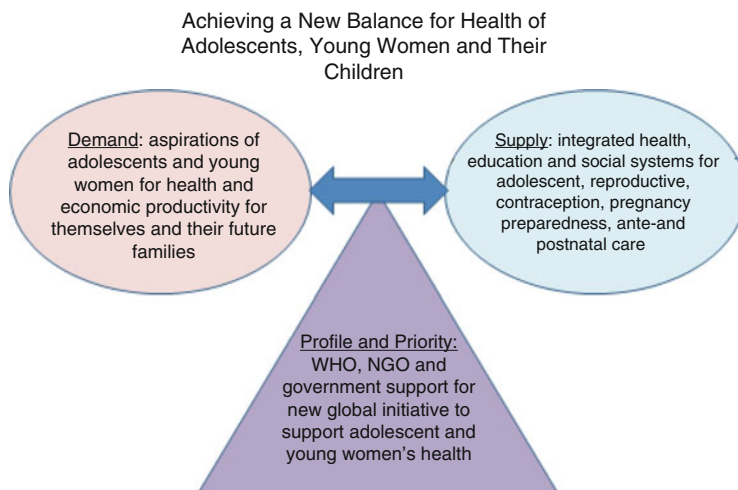 Achieving a New Balance for Health of
Adolescents, Young Women and Their
Children
Demand: aspirations of
adolescents and young
women for health and
economic productivity for
themselves and their future
families
Supply: integrated health,
education and social systems for
adolescent, reproductive,
contraception, pregnancy
preparedness, ante-and
postnatal care
Profile and Priority:
WHO, NGO and
government support for
new global initiative to
support adolescent and
young women's health